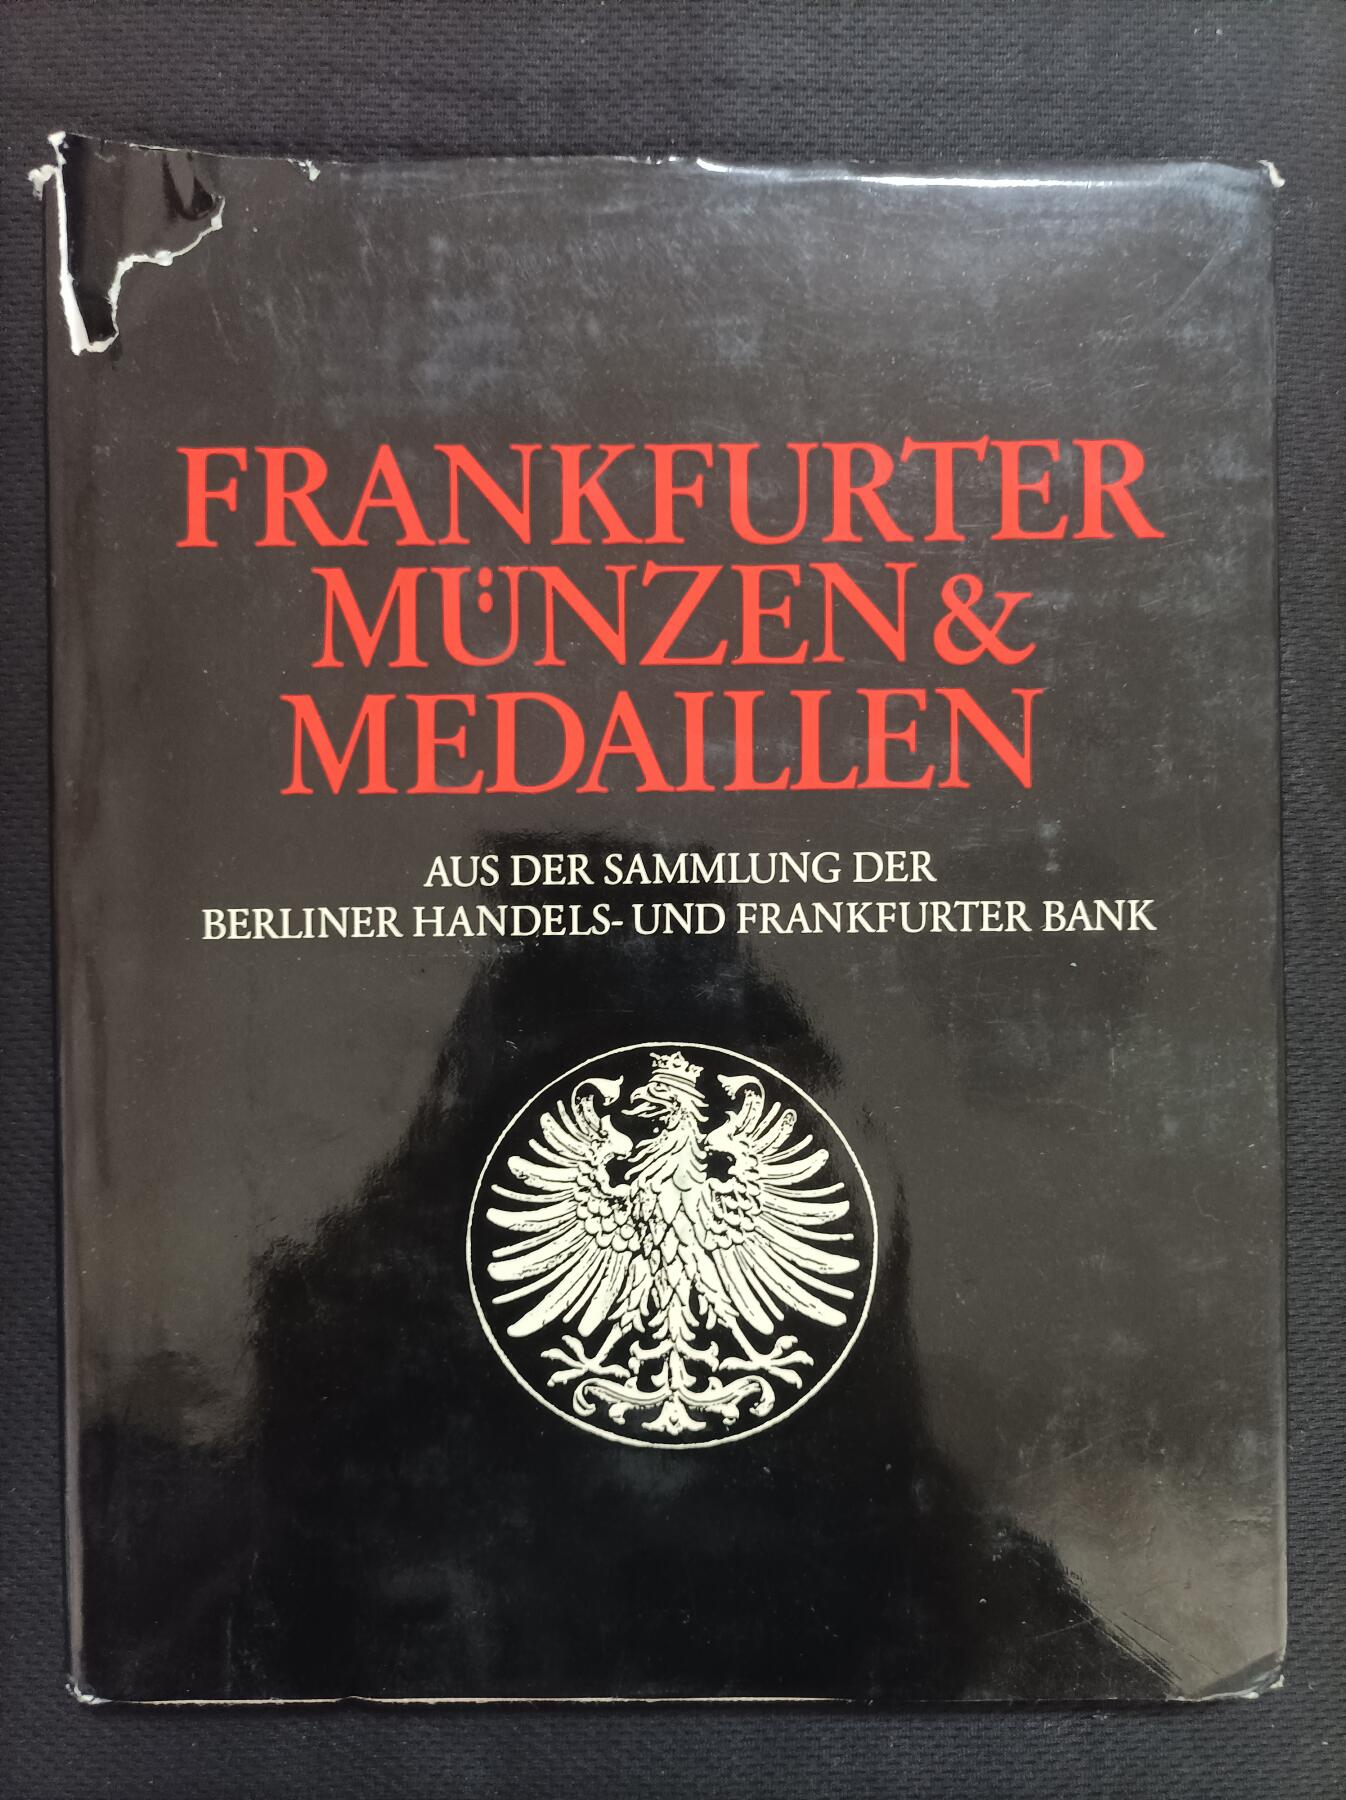 FRANKFURTER
MÜNZEN &
MEDAILLEN
AUS DER SAMMLUNG DER
BERLINER HANDELS- UND FRANKFURTER BANK